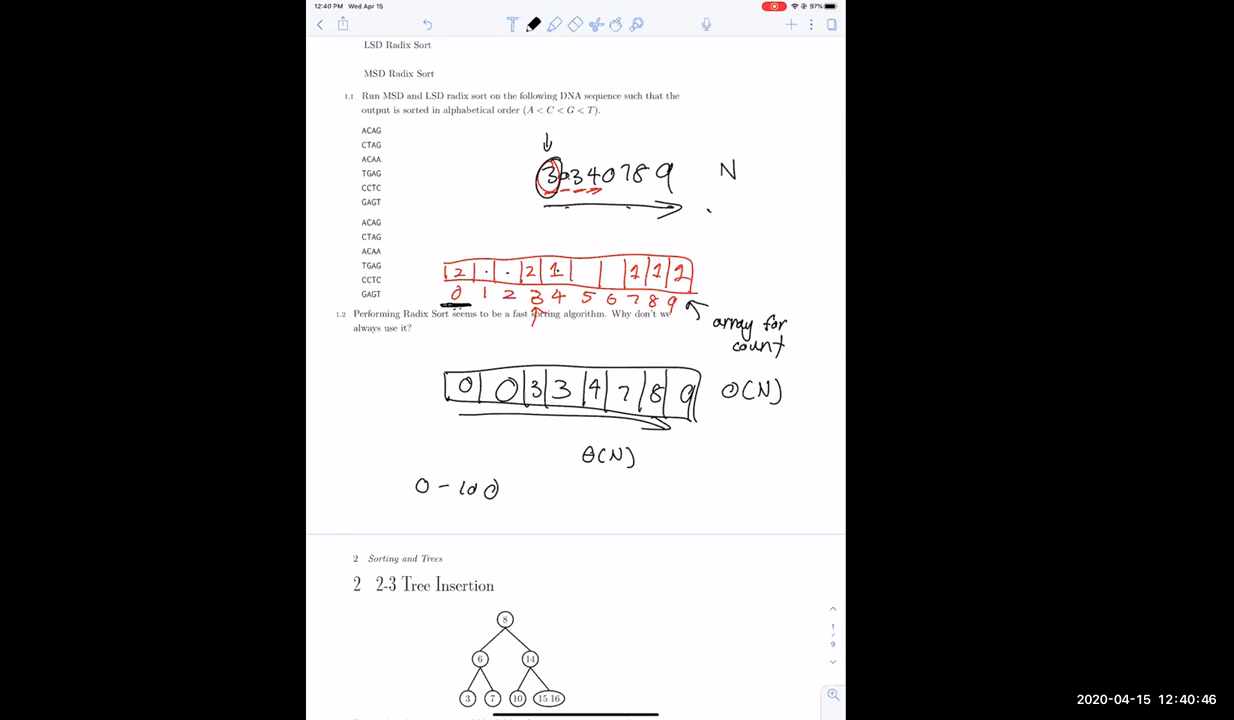 12:40 PM Wed Apr 15
97%
LSD Radix Sort
MSD Radix Sort
1.1 Run MSD and LSD radix sort on the following DNA sequence such that the
output is sorted in alphabetical order (A < C < G < T).
ACAG
CTAG
ACAA
TGAG
CCTC
GAGT
ACAG
CTAG
ACAA
TGAG
CCTC
GAGT
30340789 N
2 2 1 1 1 1
0 1 2 3 4 5 6 7 8 9
array for
count
1.2 Performing Radix Sort seems to be a fast sorting algorithm. Why don't we
always use it?
0 0 3 3 4 7 8 9 Θ(N)
Θ(N)
0 - 100
2 Sorting and Trees
2 2-3 Tree Insertion
8
6 14
3 7 10 15 16
1
/
9
2020-04-15 12:40:46